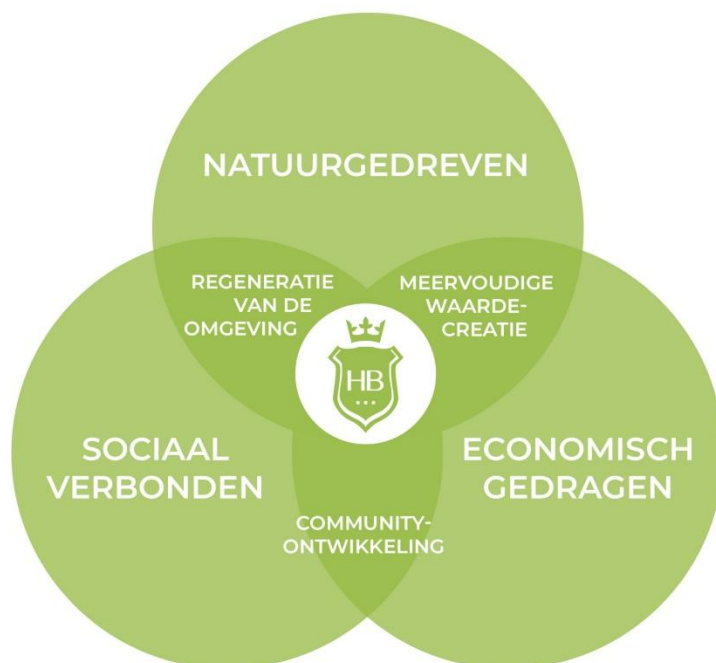 NATUURGEDREVEN
REGENERATIE
VAN DE
OMGEVING
MEERVOUDIGE
WAARDE-
CREATIE
HB
SOCIAAL
VERBONDEN
ECONOMISCH
GEDRAGEN
COMMUNITY-
ONTWIKKELING